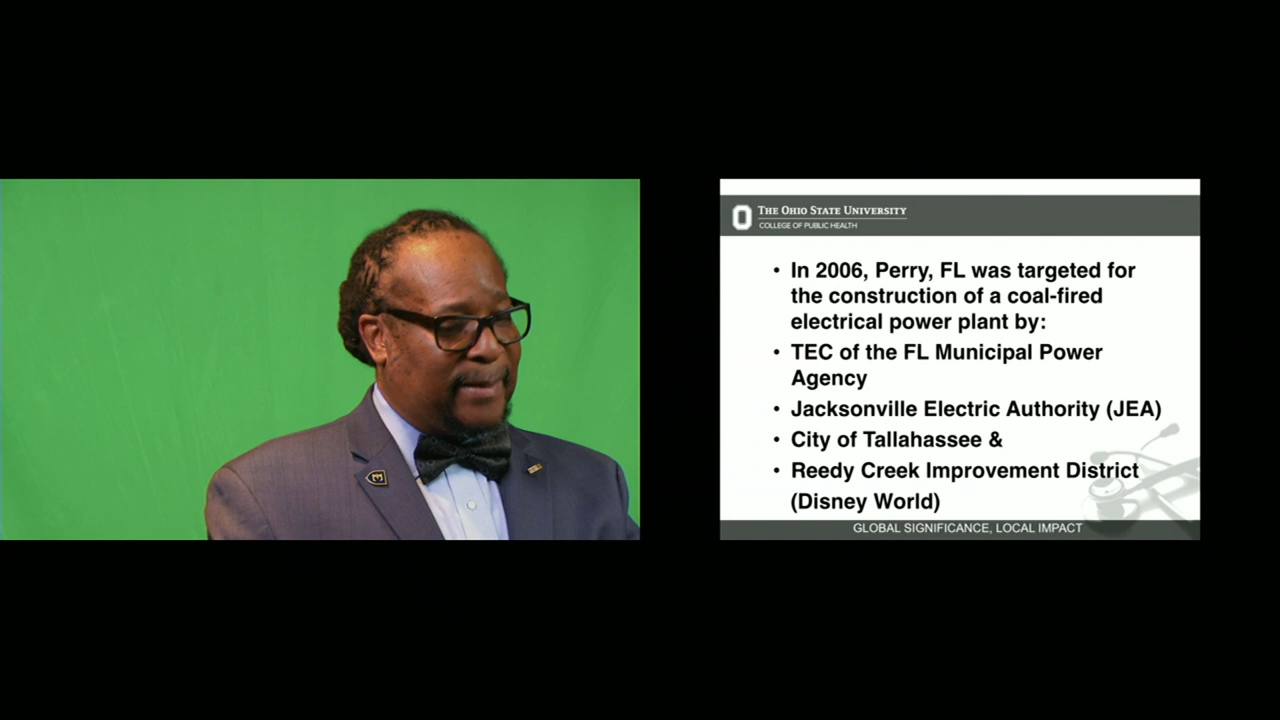 THE OHIO STATE UNIVERSITY
COLLEGE OF PUBLIC HEALTH
• In 2006, Perry, FL was targeted for
the construction of a coal-fired
electrical power plant by:
• TEC of the FL Municipal Power
Agency
• Jacksonville Electric Authority (JEA)
• City of Tallahassee &
• Reedy Creek Improvement District
(Disney World)
GLOBAL SIGNIFICANCE, LOCAL IMPACT